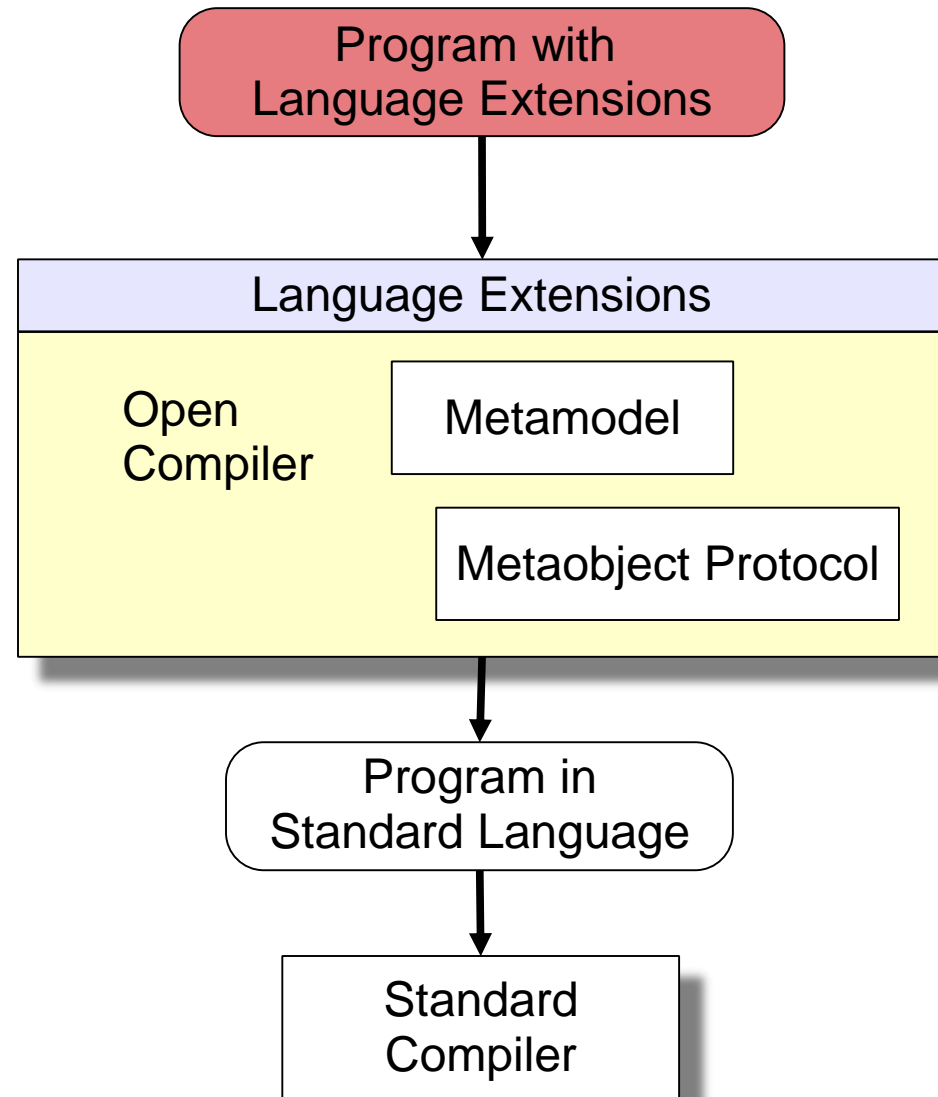 Program with
Language Extensions
Language Extensions
Open
Compiler
Metamodel
Metaobject Protocol
Program in
Standard Language
Standard
Compiler